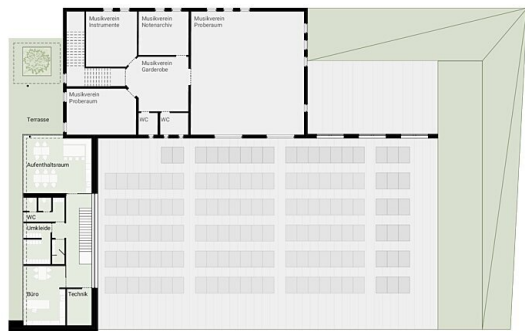 Musikverein
Instrumente
Musikverein
Notenarchiv
Musikverein
Proberaum
Musikverein
Garderobe
Musikverein
Proberaum
WC
WC
Terrasse
Aufenthaltsraum
WC
Umkleide
Büro
Technik